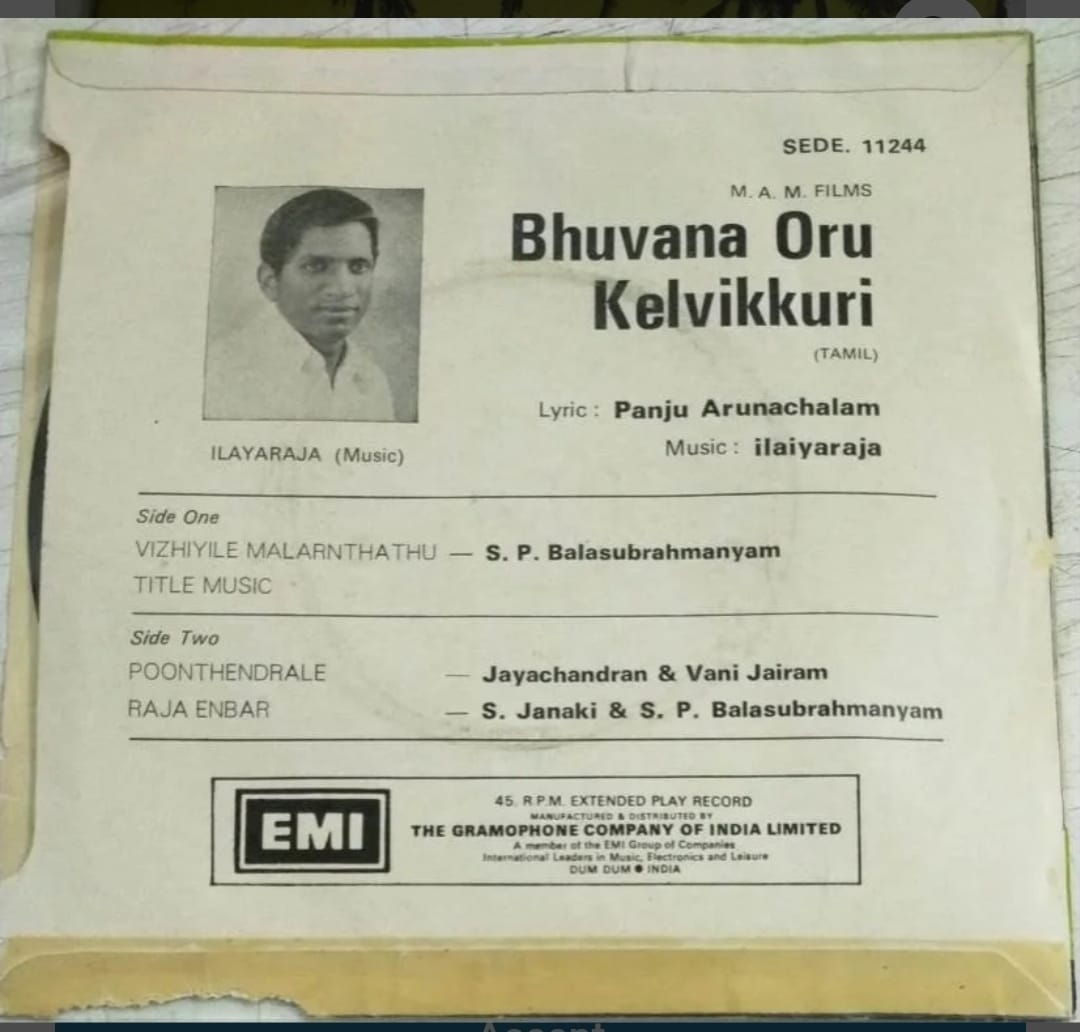 SEDE. 11244
M. A. M. FILMS
Bhuvana Oru
Kelvikkuri
(TAMIL)
Lyric : Panju Arunachalam
Music : ilaiyaraja
ILAYARAJA (Music)
Side One
VIZHIYILE MALARNTHATHU — S. P. Balasubrahmanyam
TITLE MUSIC
Side Two
POONTHENDRALE — Jayachandran & Vani Jairam
RAJA ENBAR — S. Janaki & S. P. Balasubrahmanyam
EMI
45. R.P.M. EXTENDED PLAY RECORD
MANUFACTURED & DISTRIBUTED BY
THE GRAMOPHONE COMPANY OF INDIA LIMITED
A member of the EMI Group of Companies
International Leaders in Music, Electronics and Leisure
DUM DUM ● INDIA